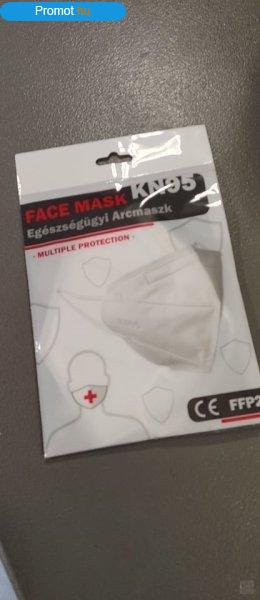 Promot.hu
KN95
FACE MASK
Egészségügyi Arcmaszk
- MULTIPLE PROTECTION -
CE FFP2